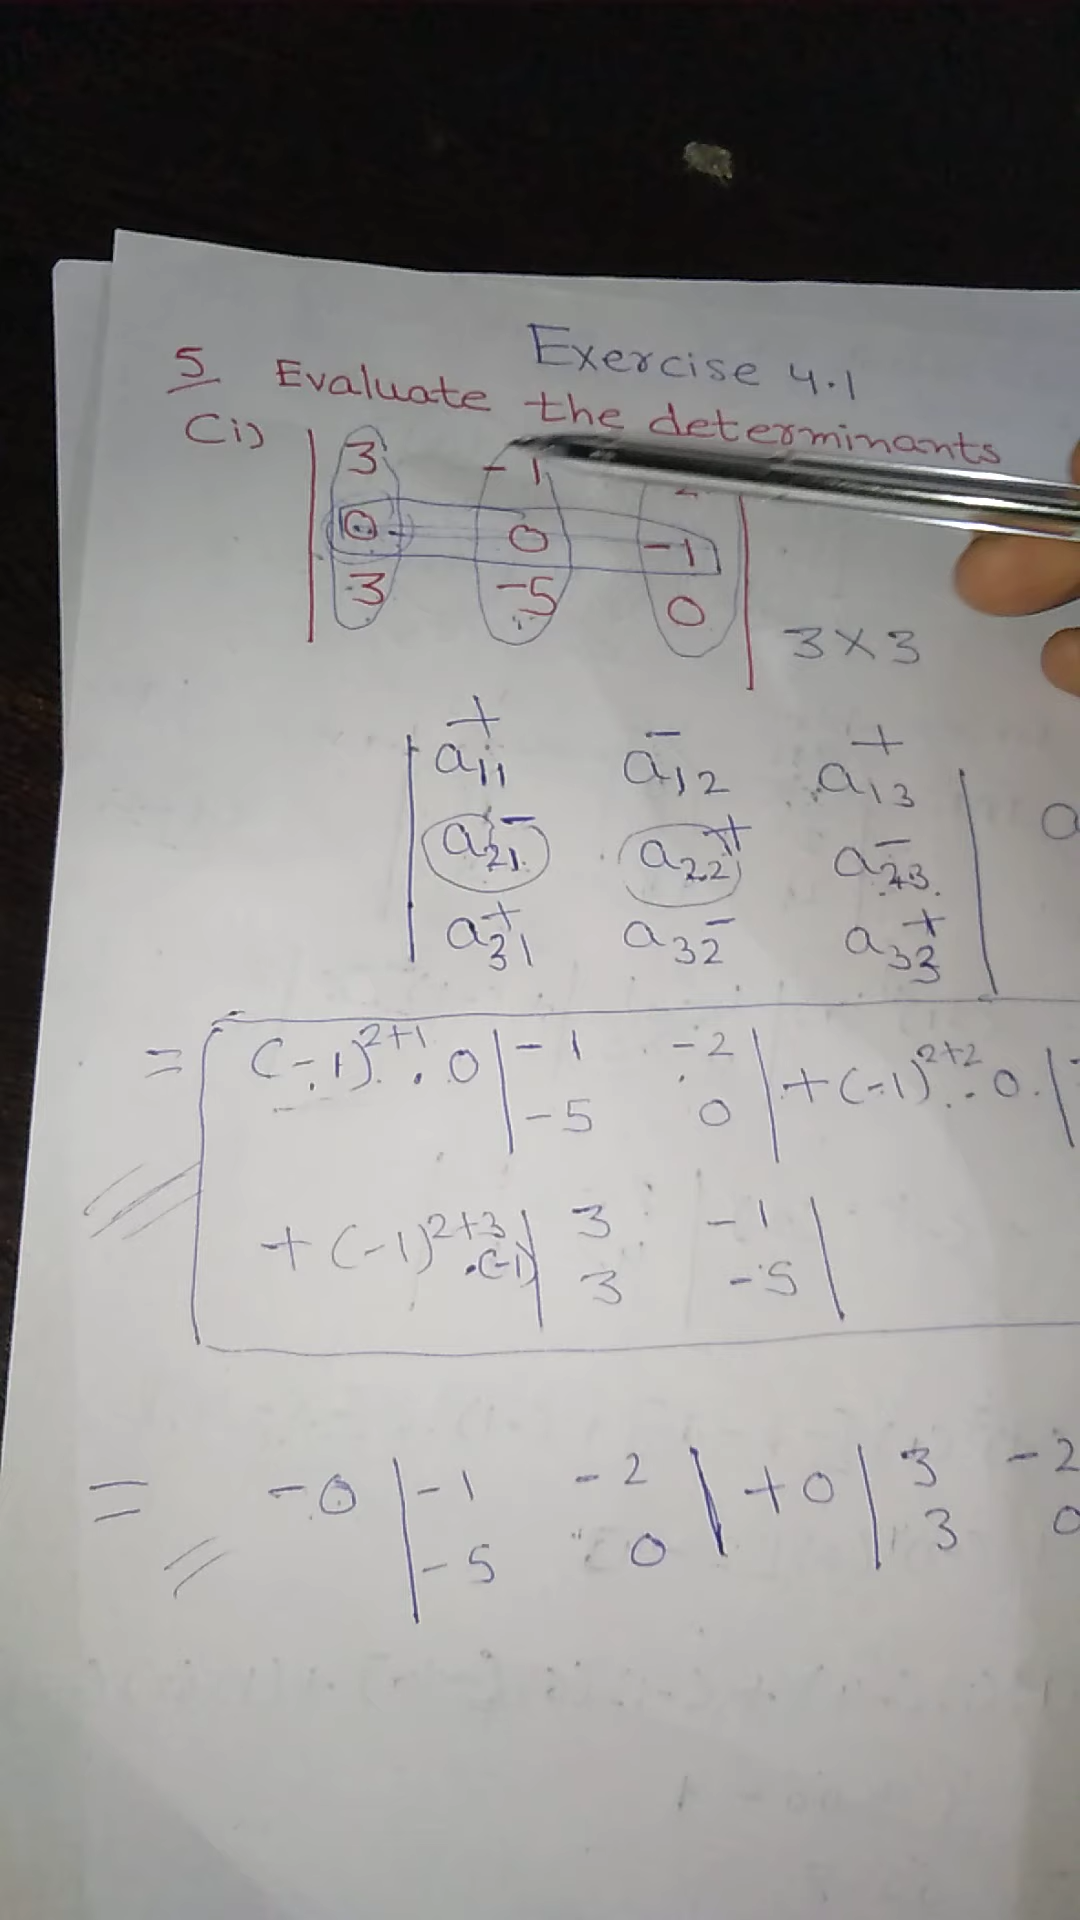 Exercise 4.1
5 Evaluate the determinants
(i) | 3 -1 2 |
| 0 0 -1 |
| 3 -5 0 | 3×3
| a11+ a12- a13+ |
| a21- a22+ a23- |
| a31+ a32- a33+ |
= (-1)^2+1 . 0 | -1 -2 | + (-1)^2+2 . 0. |
| -5 0 |
+ (-1)^2+3 .(-1) | 3 -1 |
| 3 -5 |
= -0 | -1 -2 | +0 | 3 -2
| -5 0 | | 3 0